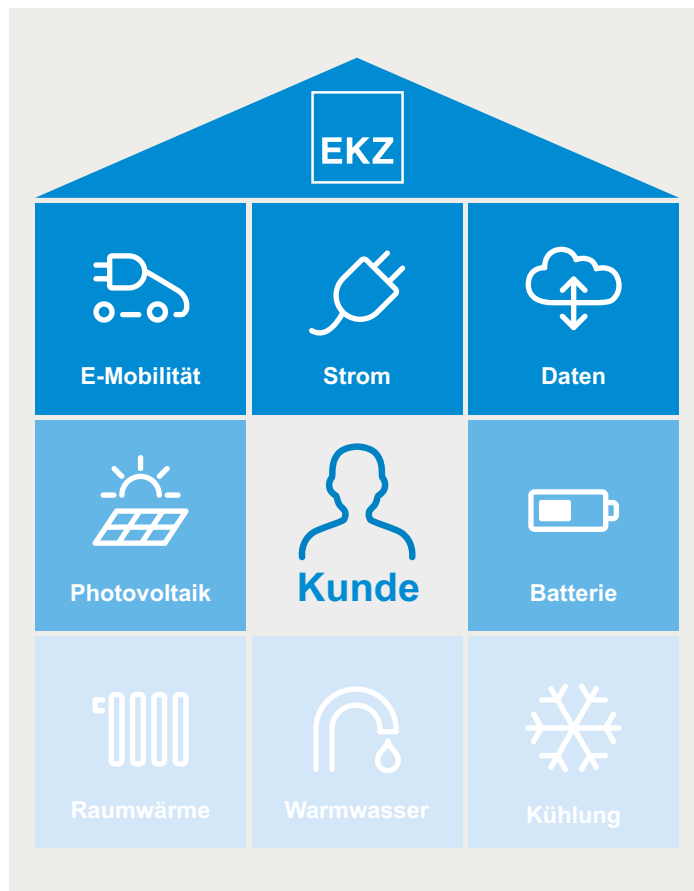 EKZ
E-Mobilität
Strom
Daten
Photovoltaik
Kunde
Batterie
Raumwärme
Warmwasser
Kühlung